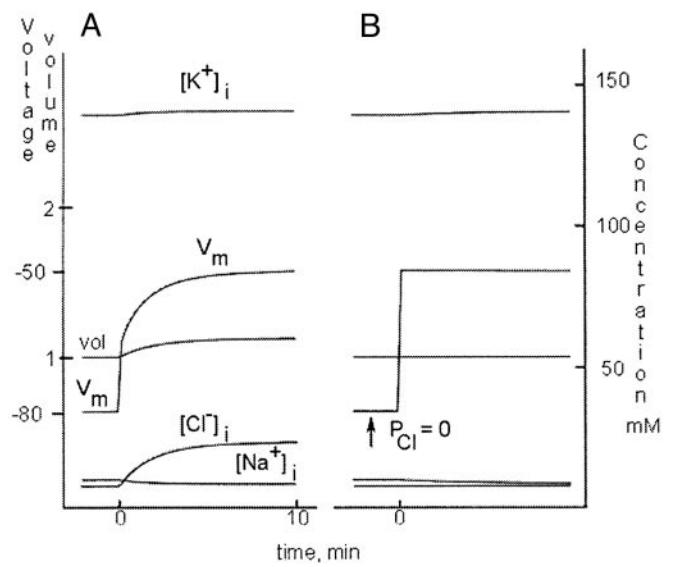 A
B
Voltage
volume
[K⁺]ᵢ
150
2
100
Vₘ
-50
vol
1
50
Vₘ
-80
[Cl⁻]ᵢ
P_Cl = 0
[Na⁺]ᵢ
Concentration
mM
0
10
0
time, min